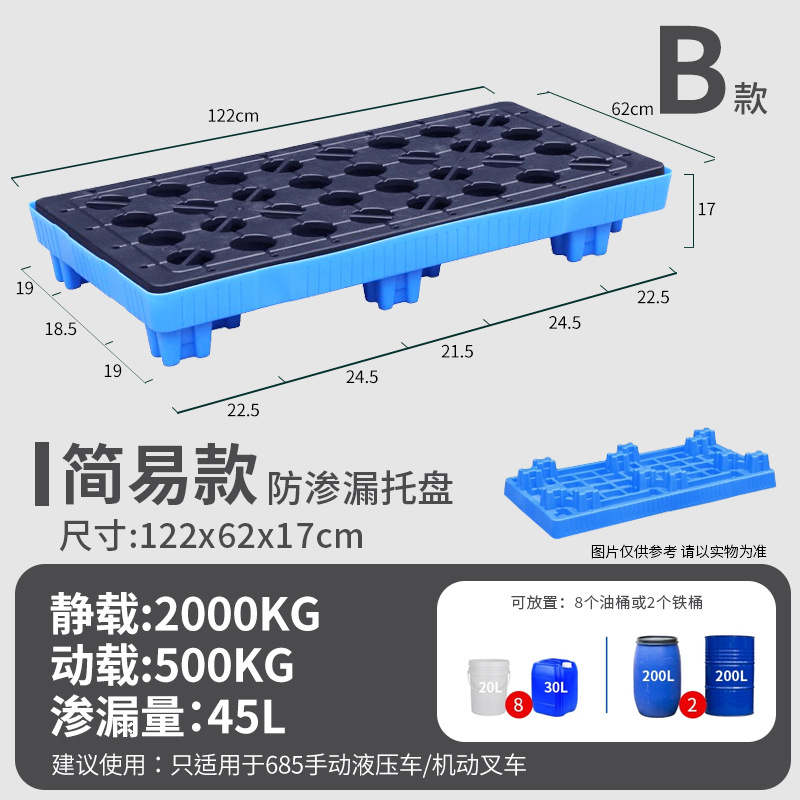 B款
122cm
62cm
17
19
18.5
19
22.5
24.5
21.5
24.5
22.5
简易款 防渗漏托盘
尺寸:122x62x17cm
图片仅供参考 请以实物为准
静载:2000KG
动载:500KG
渗漏量:45L
建议使用:只适用于685手动液压车/机动叉车
可放置:8个油桶或2个铁桶
20L
8
30L
200L
2
200L